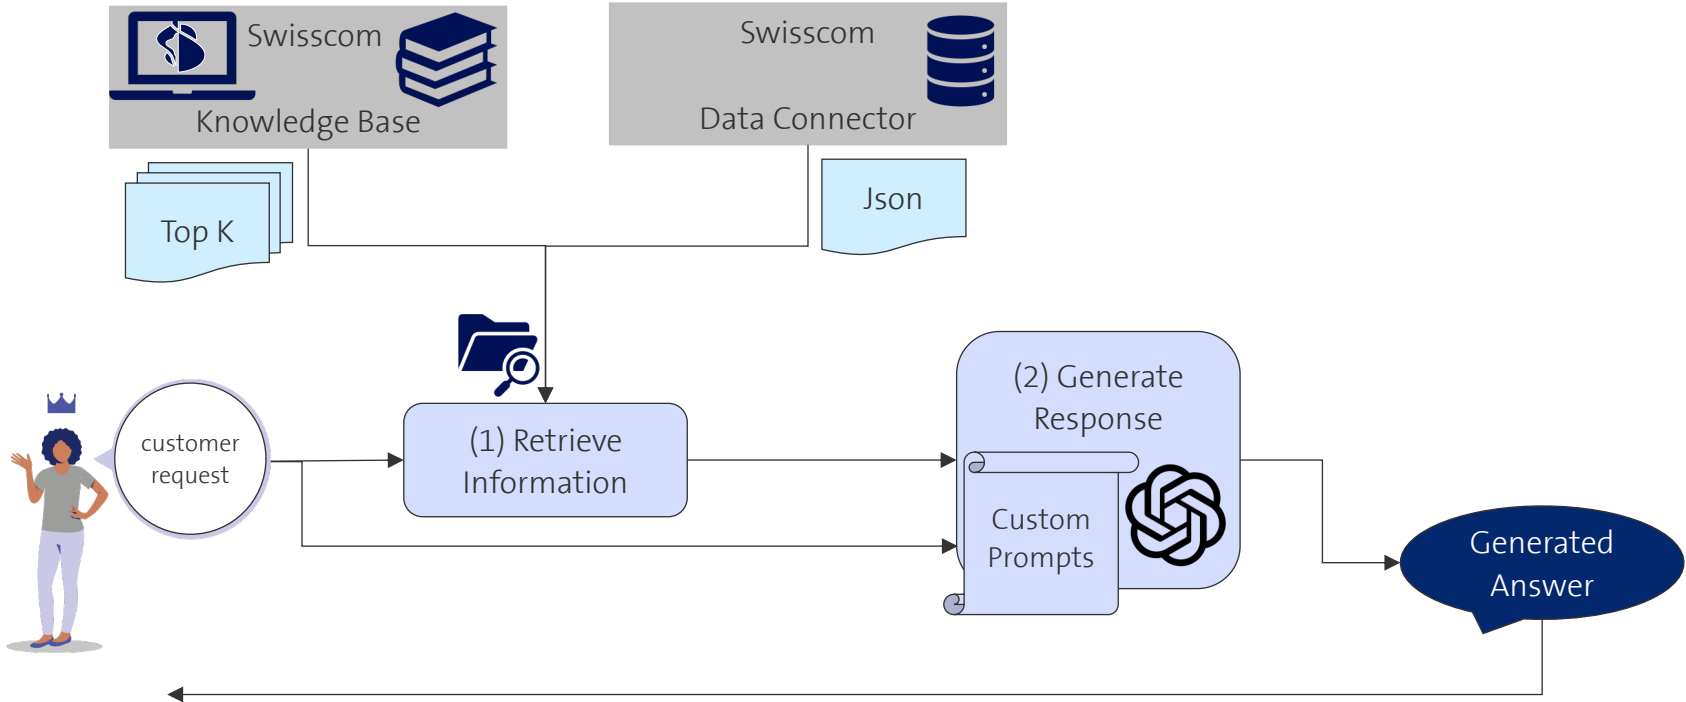 Swisscom
Knowledge Base
Swisscom
Data Connector
Top K
Json
customer
request
(1) Retrieve
Information
(2) Generate
Response
Custom
Prompts
Generated
Answer